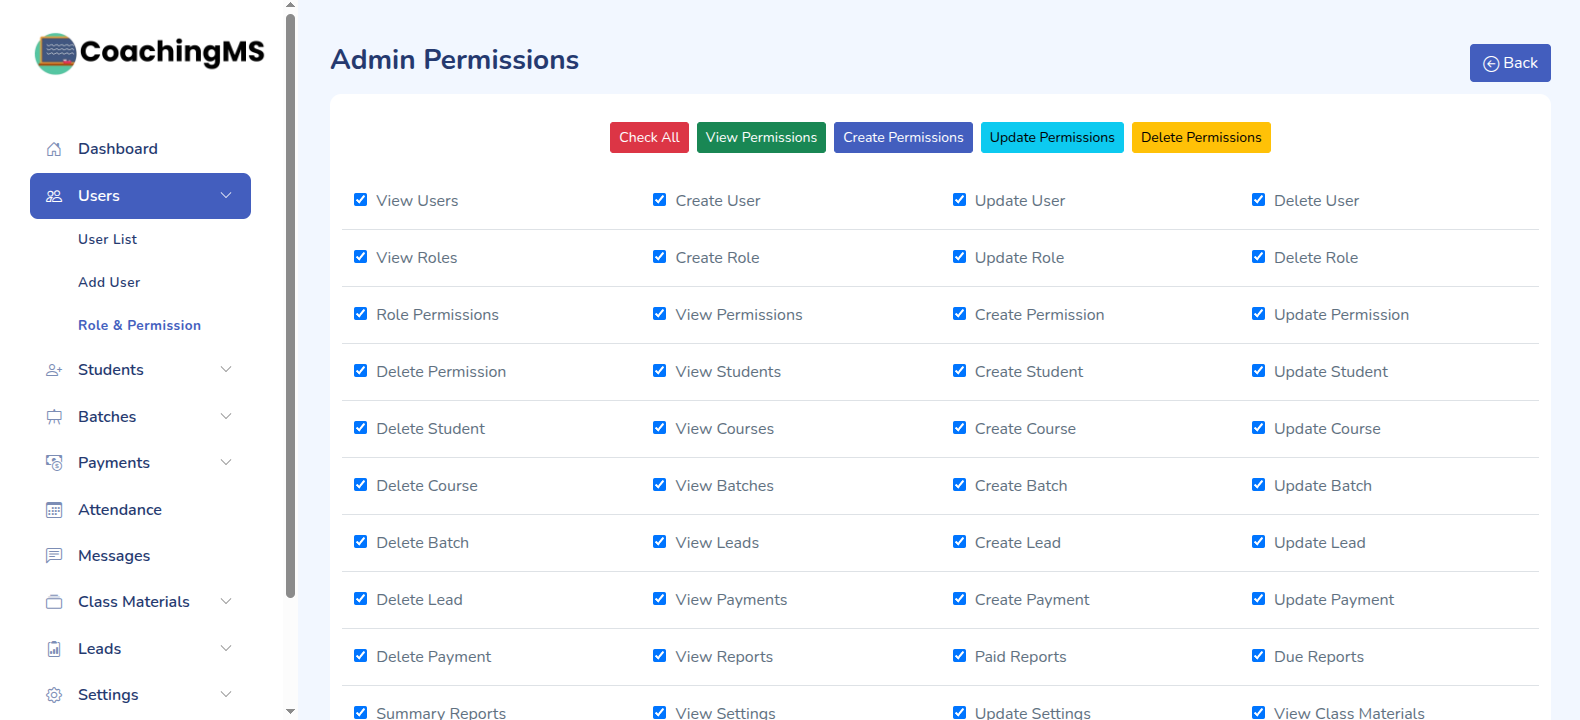 CoachingMS
Dashboard
Users
User List
Add User
Role & Permission
Students
Batches
Payments
Attendance
Messages
Class Materials
Leads
Settings
Admin Permissions
Back
Check All View Permissions Create Permissions Update Permissions Delete Permissions
View Users Create User Update User Delete User
View Roles Create Role Update Role Delete Role
Role Permissions View Permissions Create Permission Update Permission
Delete Permission View Students Create Student Update Student
Delete Student View Courses Create Course Update Course
Delete Course View Batches Create Batch Update Batch
Delete Batch View Leads Create Lead Update Lead
Delete Lead View Payments Create Payment Update Payment
Delete Payment View Reports Paid Reports Due Reports
Summary Reports View Settings Update Settings View Class Materials